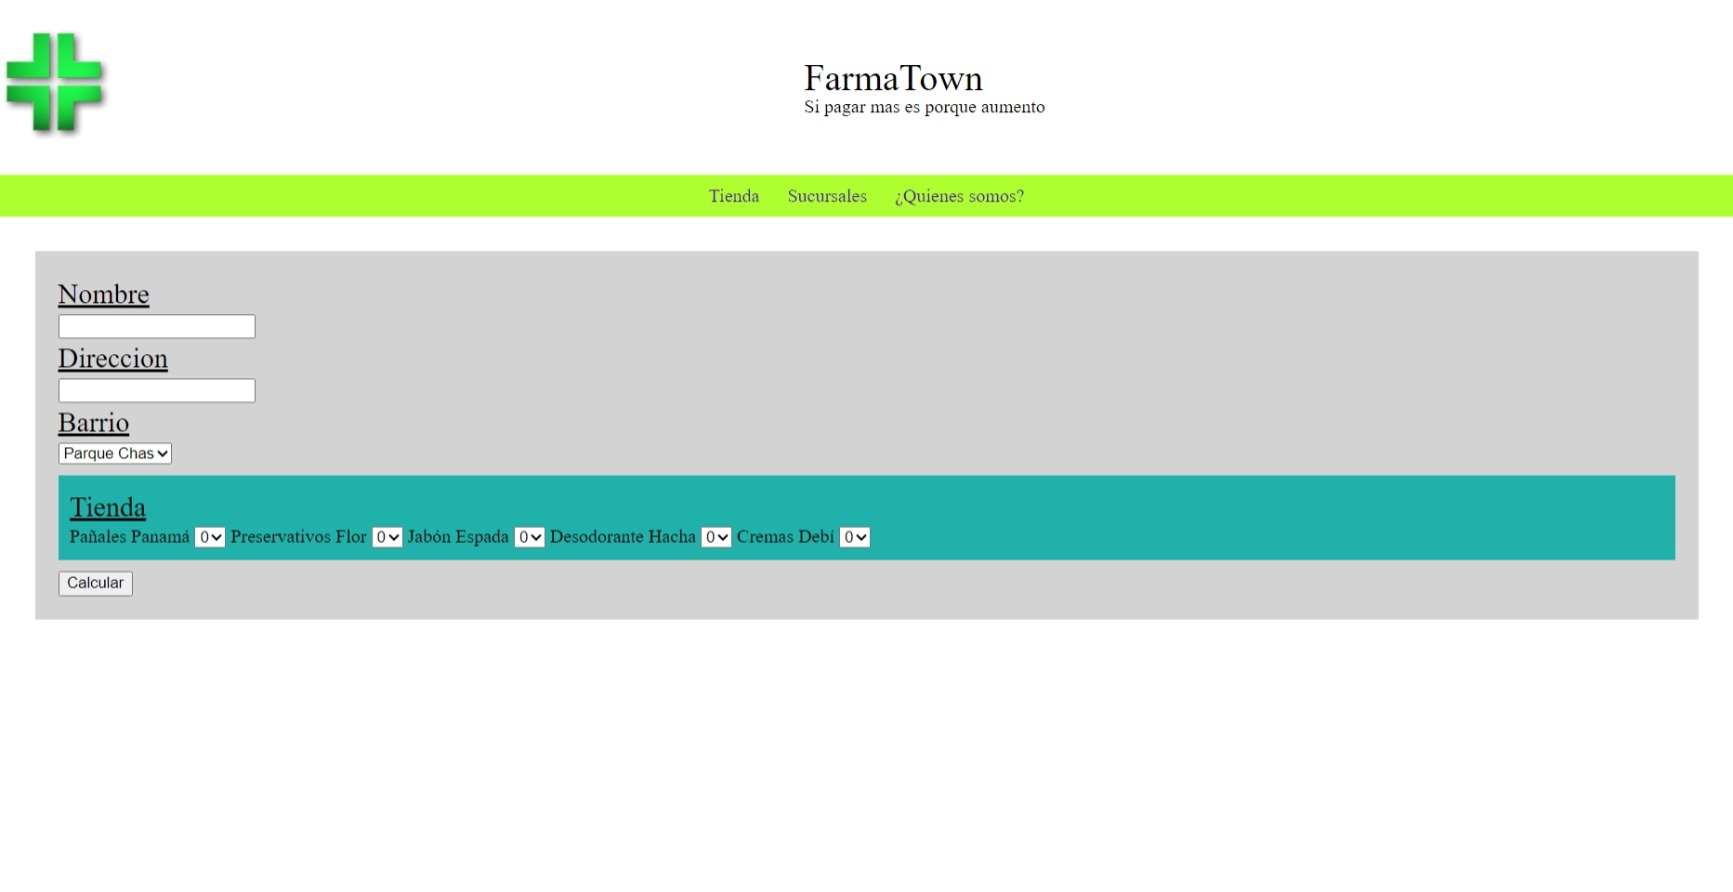 FarmaTown
Si pagar mas es porque aumento
Tienda Sucursales ¿Quienes somos?
Nombre
Direccion
Barrio
Parque Chas
Tienda
Pañales Panamá 0 Preservativos Flor 0 Jabón Espada 0 Desodorante Hacha 0 Cremas Debí 0
Calcular